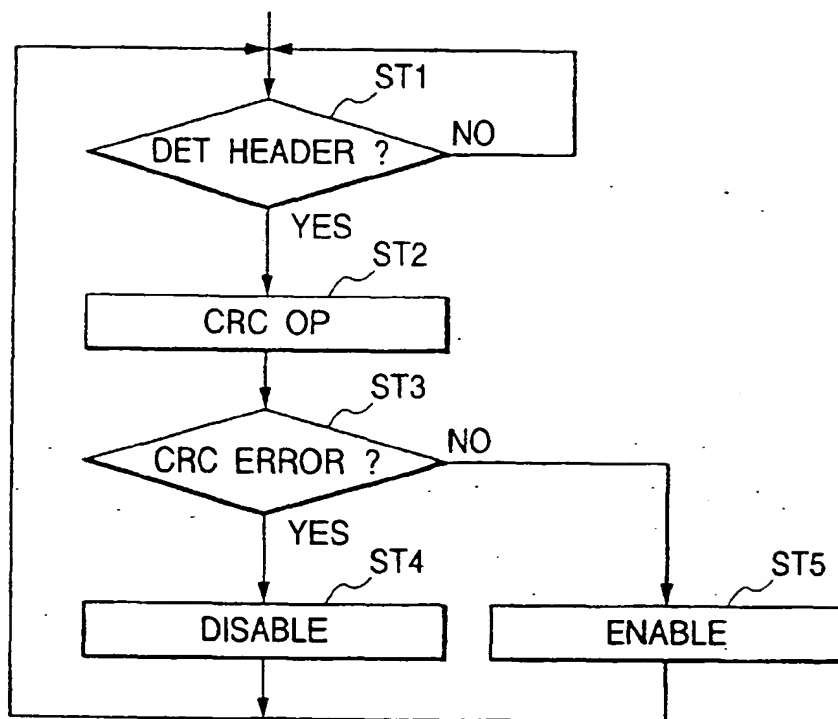 ST1
DET HEADER ?
NO
YES
ST2
CRC OP
ST3
CRC ERROR ?
NO
YES
ST4
DISABLE
ST5
ENABLE